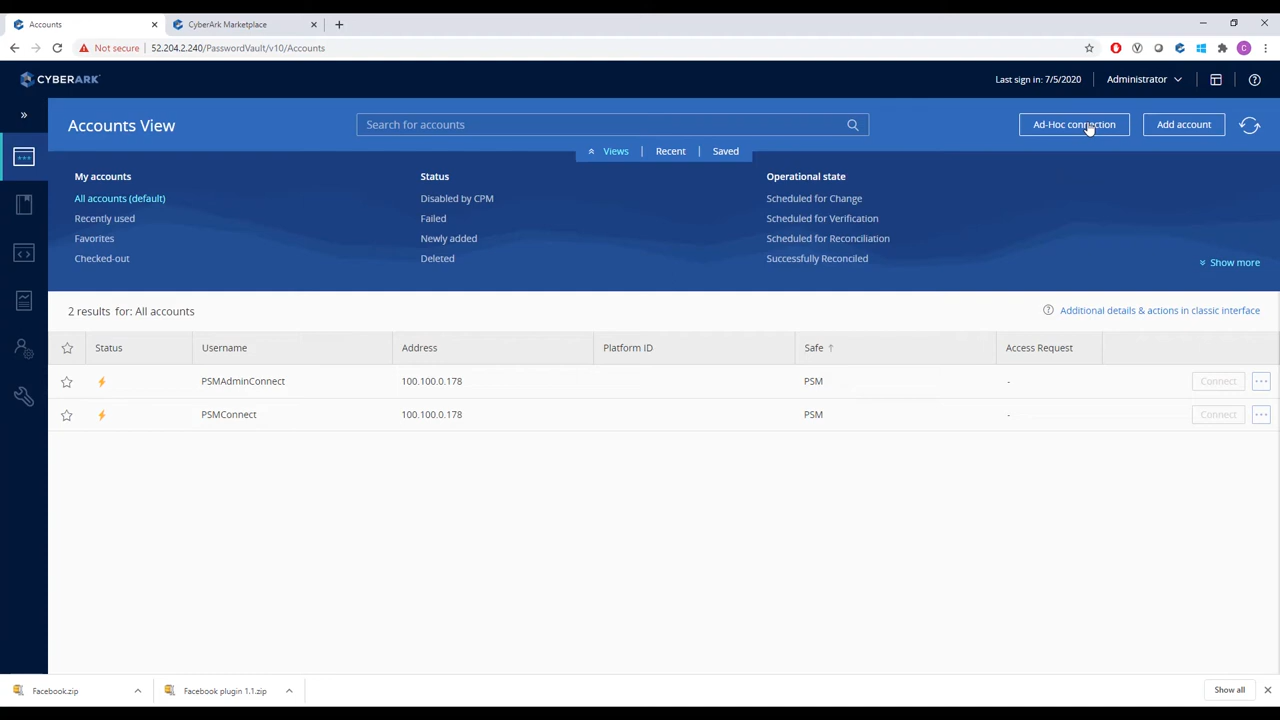 Accounts
CyberArk Marketplace
Not secure 52.204.2.240/PasswordVault/v10/Accounts
CYBERARK
Last sign in: 7/5/2020 Administrator
Accounts View
Search for accounts
Ad-Hoc connection
Add account
Views Recent Saved
My accounts Status Operational state
All accounts (default) Disabled by CPM Scheduled for Change
Recently used Failed Scheduled for Verification
Favorites Newly added Scheduled for Reconciliation
Checked-out Deleted Successfully Reconciled Show more
2 results for: All accounts Additional details & actions in classic interface
Status Username Address Platform ID Safe ↑ Access Request
PSMAdminConnect 100.100.0.178 PSM - Connect ...
PSMConnect 100.100.0.178 PSM - Connect ...
Facebook.zip Facebook plugin 1.1.zip Show all